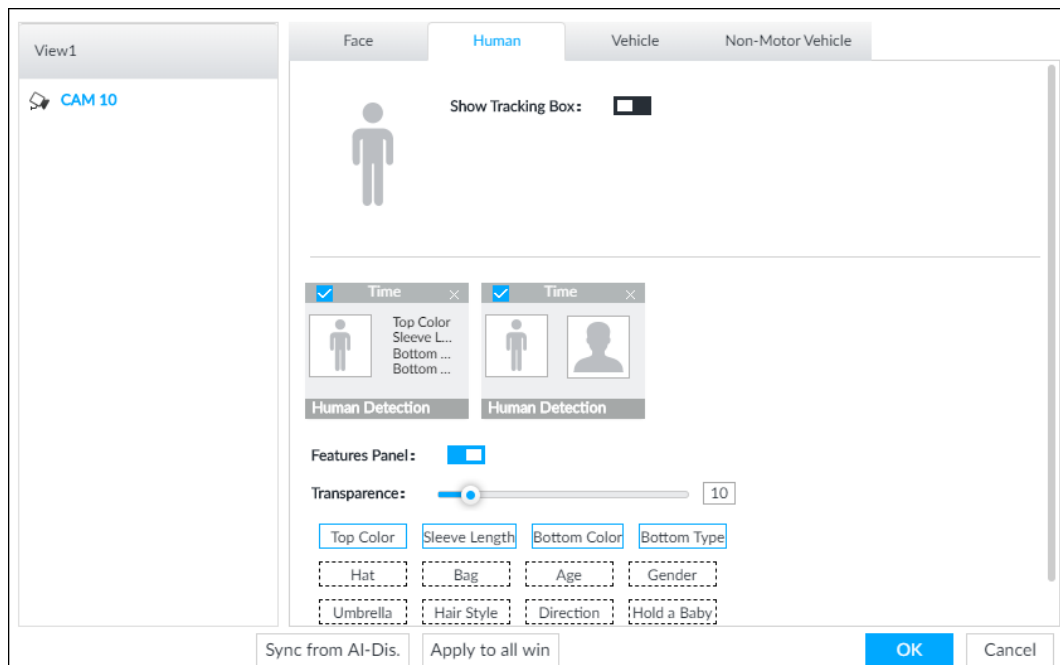 View1
CAM 10
Face Human Vehicle Non-Motor Vehicle
Show Tracking Box:
Time × Time ×
Top Color
Sleeve L...
Bottom ...
Bottom ...
Human Detection Human Detection
Features Panel:
Transparence: 10
Top Color Sleeve Length Bottom Color Bottom Type
Hat Bag Age Gender
Umbrella Hair Style Direction Hold a Baby
Sync from AI-Dis. Apply to all win OK Cancel